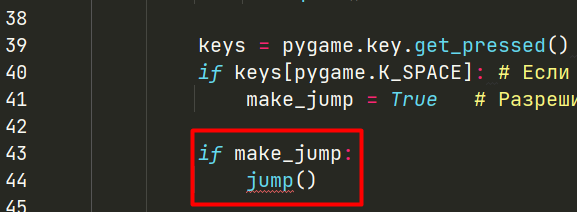 38
39 keys = pygame.key.get_pressed()
40 if keys[pygame.K_SPACE]: # Если
41 make_jump = True # Разреши
42
43 if make_jump:
44 jump()
45